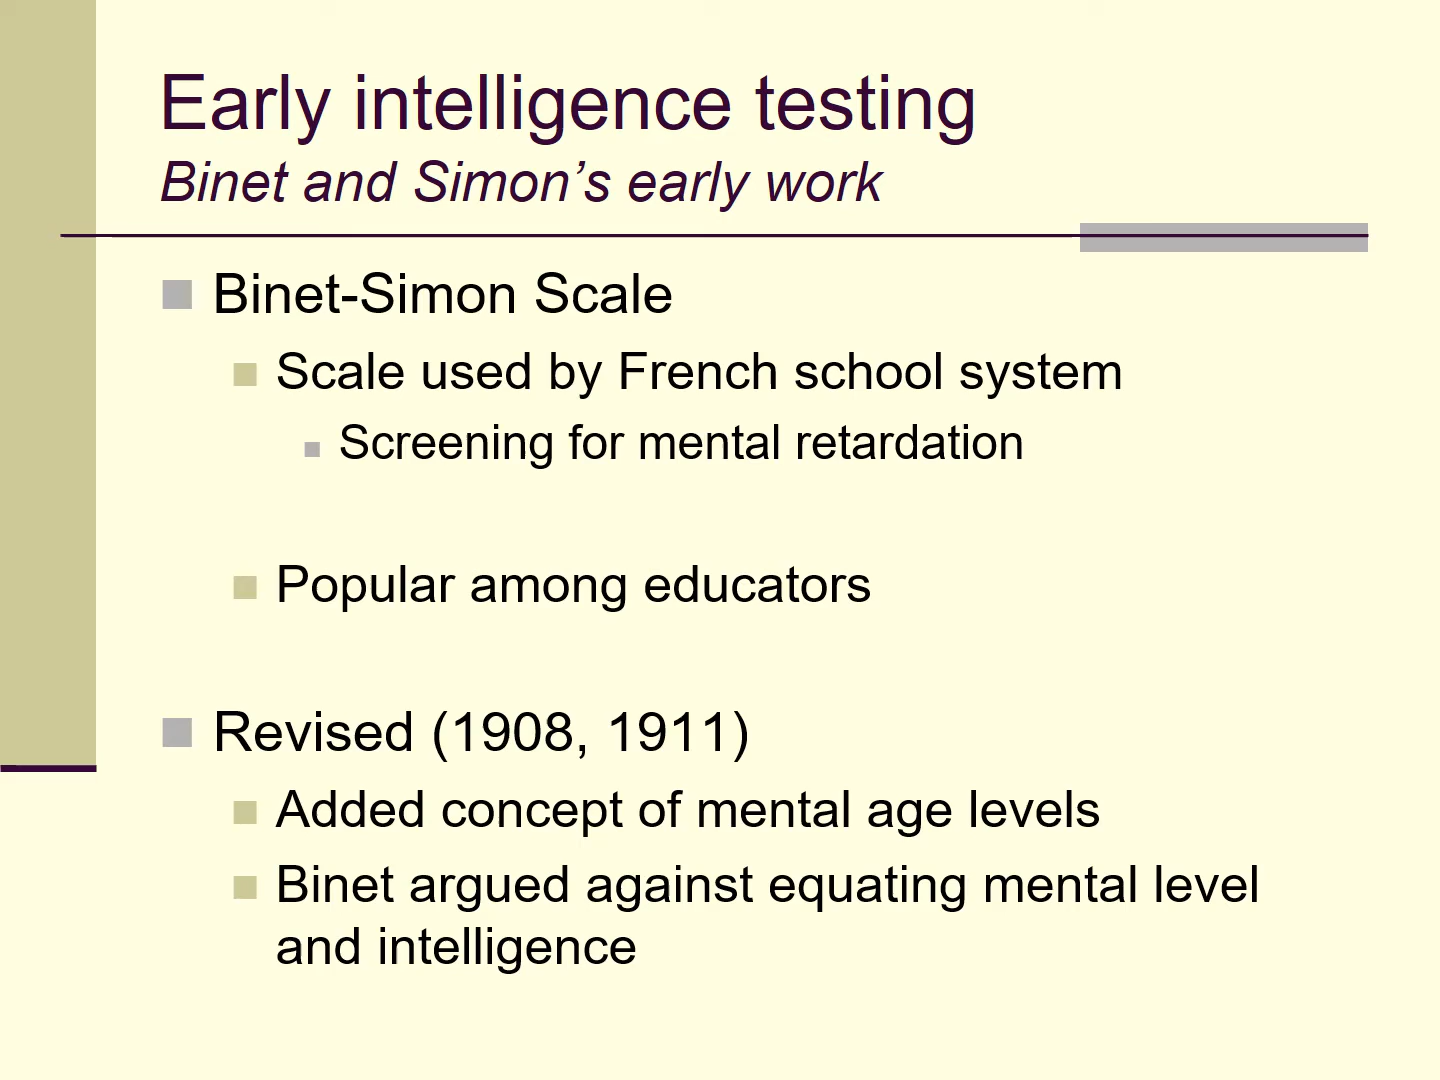 Early intelligence testing
Binet and Simon’s early work
Binet-Simon Scale
Scale used by French school system
Screening for mental retardation
Popular among educators
Revised (1908, 1911)
Added concept of mental age levels
Binet argued against equating mental level
and intelligence